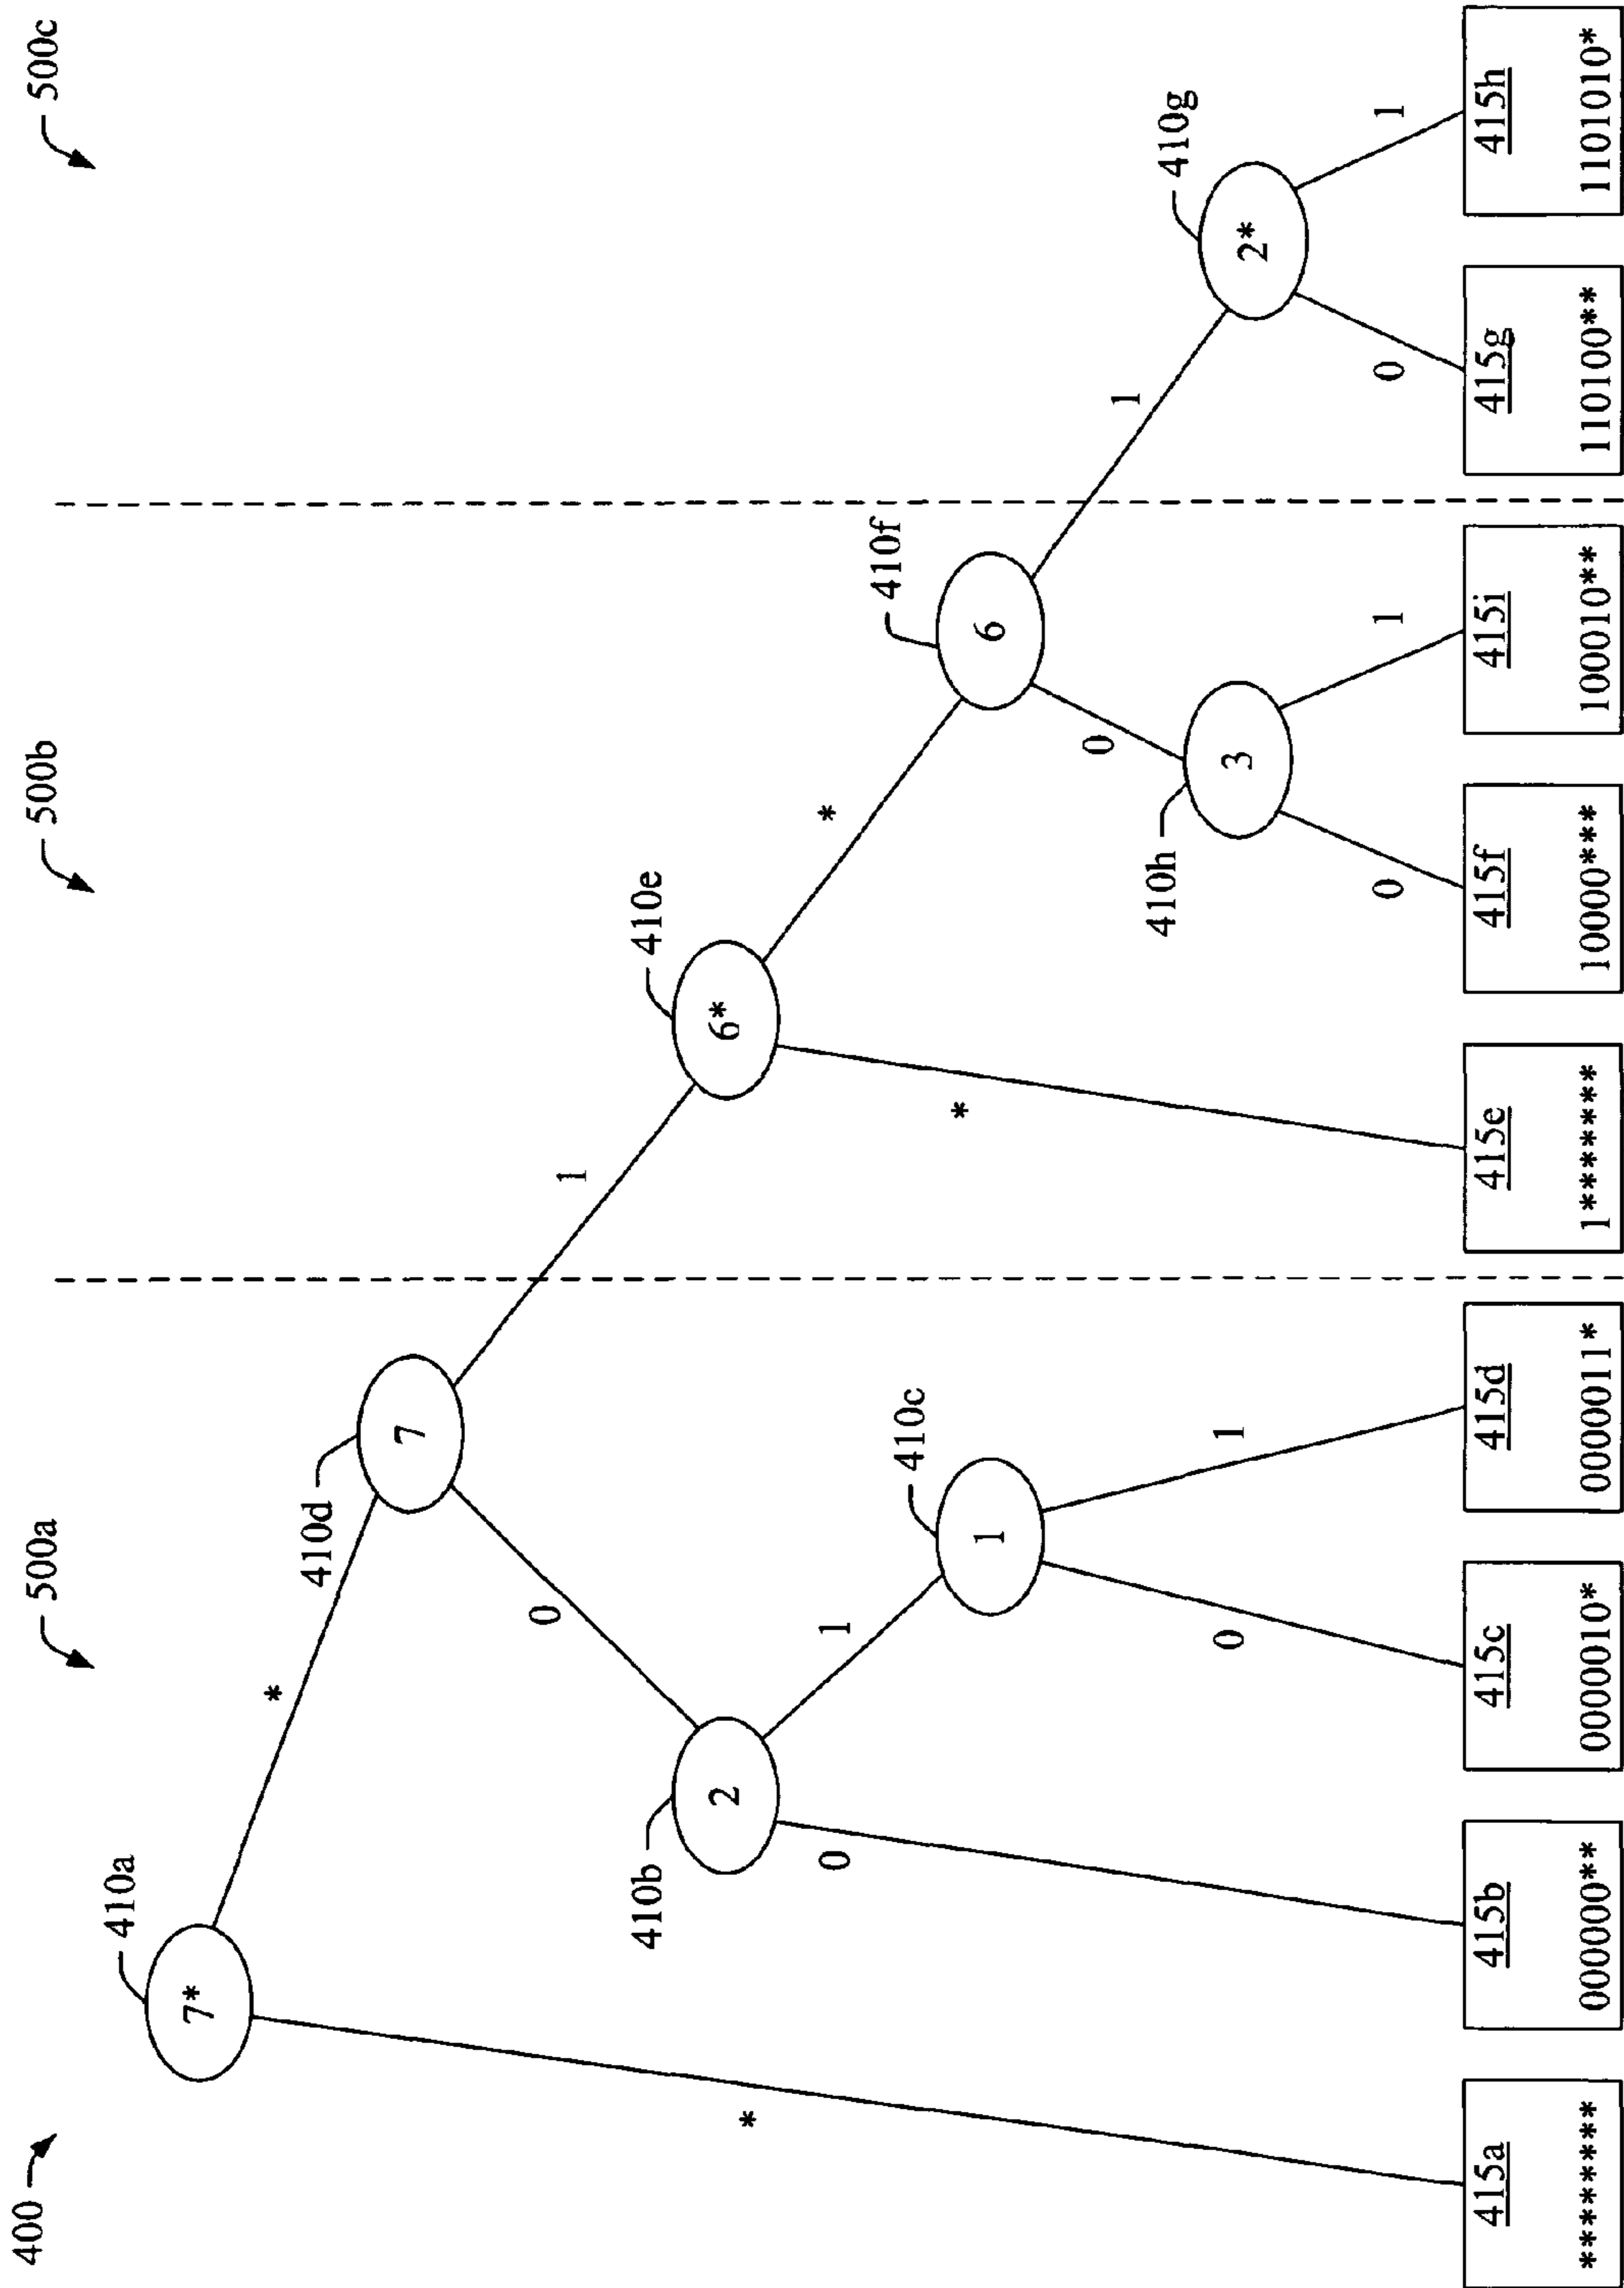 400
500a
500b
500c
410a
7*
*
410d
7
0
1
410b
410e
2
6*
*
0
1
*
410c
410f
*
1
6
0
1
410h
410g
0
1
3
2*
0
1
0
1
415a
********
415b
000000**
415c
0000010*
415d
0000011*
415e
1*******
415f
10000***
415i
100010**
415g
110100**
415h
1101010*